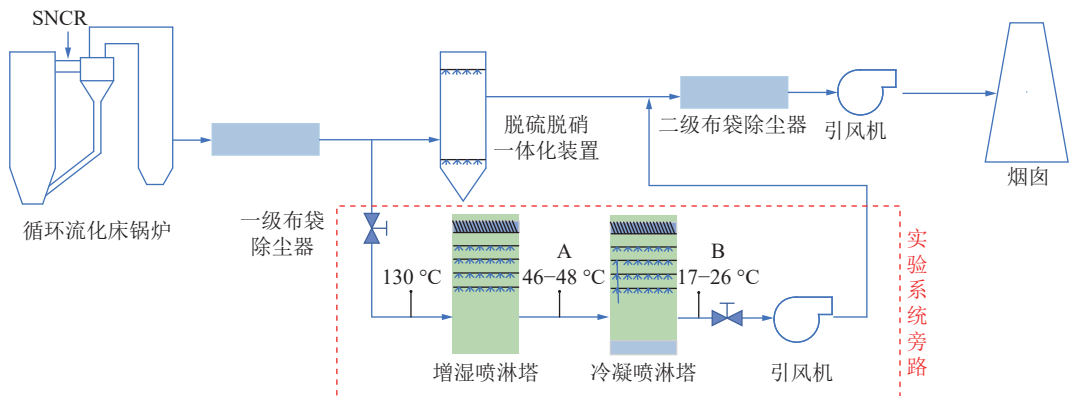 SNCR
循环流化床锅炉
一级布袋
除尘器
脱硫脱硝
一体化装置
二级布袋除尘器
引风机
烟囱
130 °C
A
46−48 °C
B
17−26 °C
增湿喷淋塔
冷凝喷淋塔
引风机
实验系统旁路